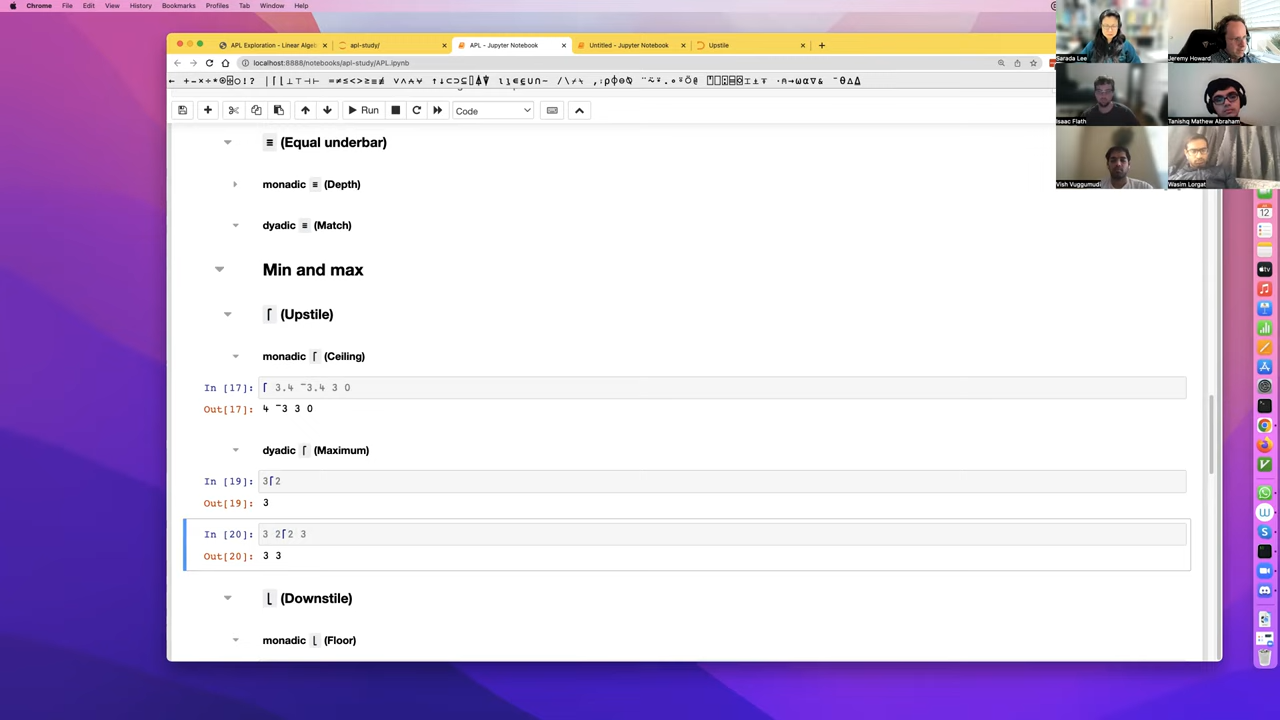 Chrome File Edit View History Bookmarks Profiles Tab Window Help
APL Exploration - Linear Algeb × apl-study/ × APL - Jupyter Notebook × Untitled - Jupyter Notebook × Upstile × +
localhost:8888/notebooks/apl-study/APL.ipynb
Run Code
≡ (Equal underbar)
monadic ≡ (Depth)
dyadic ≡ (Match)
Min and max
⌈ (Upstile)
monadic ⌈ (Ceiling)
In [17]: ⌈ 3.4 ¯3.4 3 0
Out[17]: 4 ¯3 3 0
dyadic ⌈ (Maximum)
In [19]: 3⌈2
Out[19]: 3
In [20]: 3 2⌈2 3
Out[20]: 3 3
⌊ (Downstile)
monadic ⌊ (Floor)
Sarada Lee
Jeremy Howard
Isaac Flath
Tanishq Mathew Abraham
Vish Vuggumudi
Wasim Lorgat
12